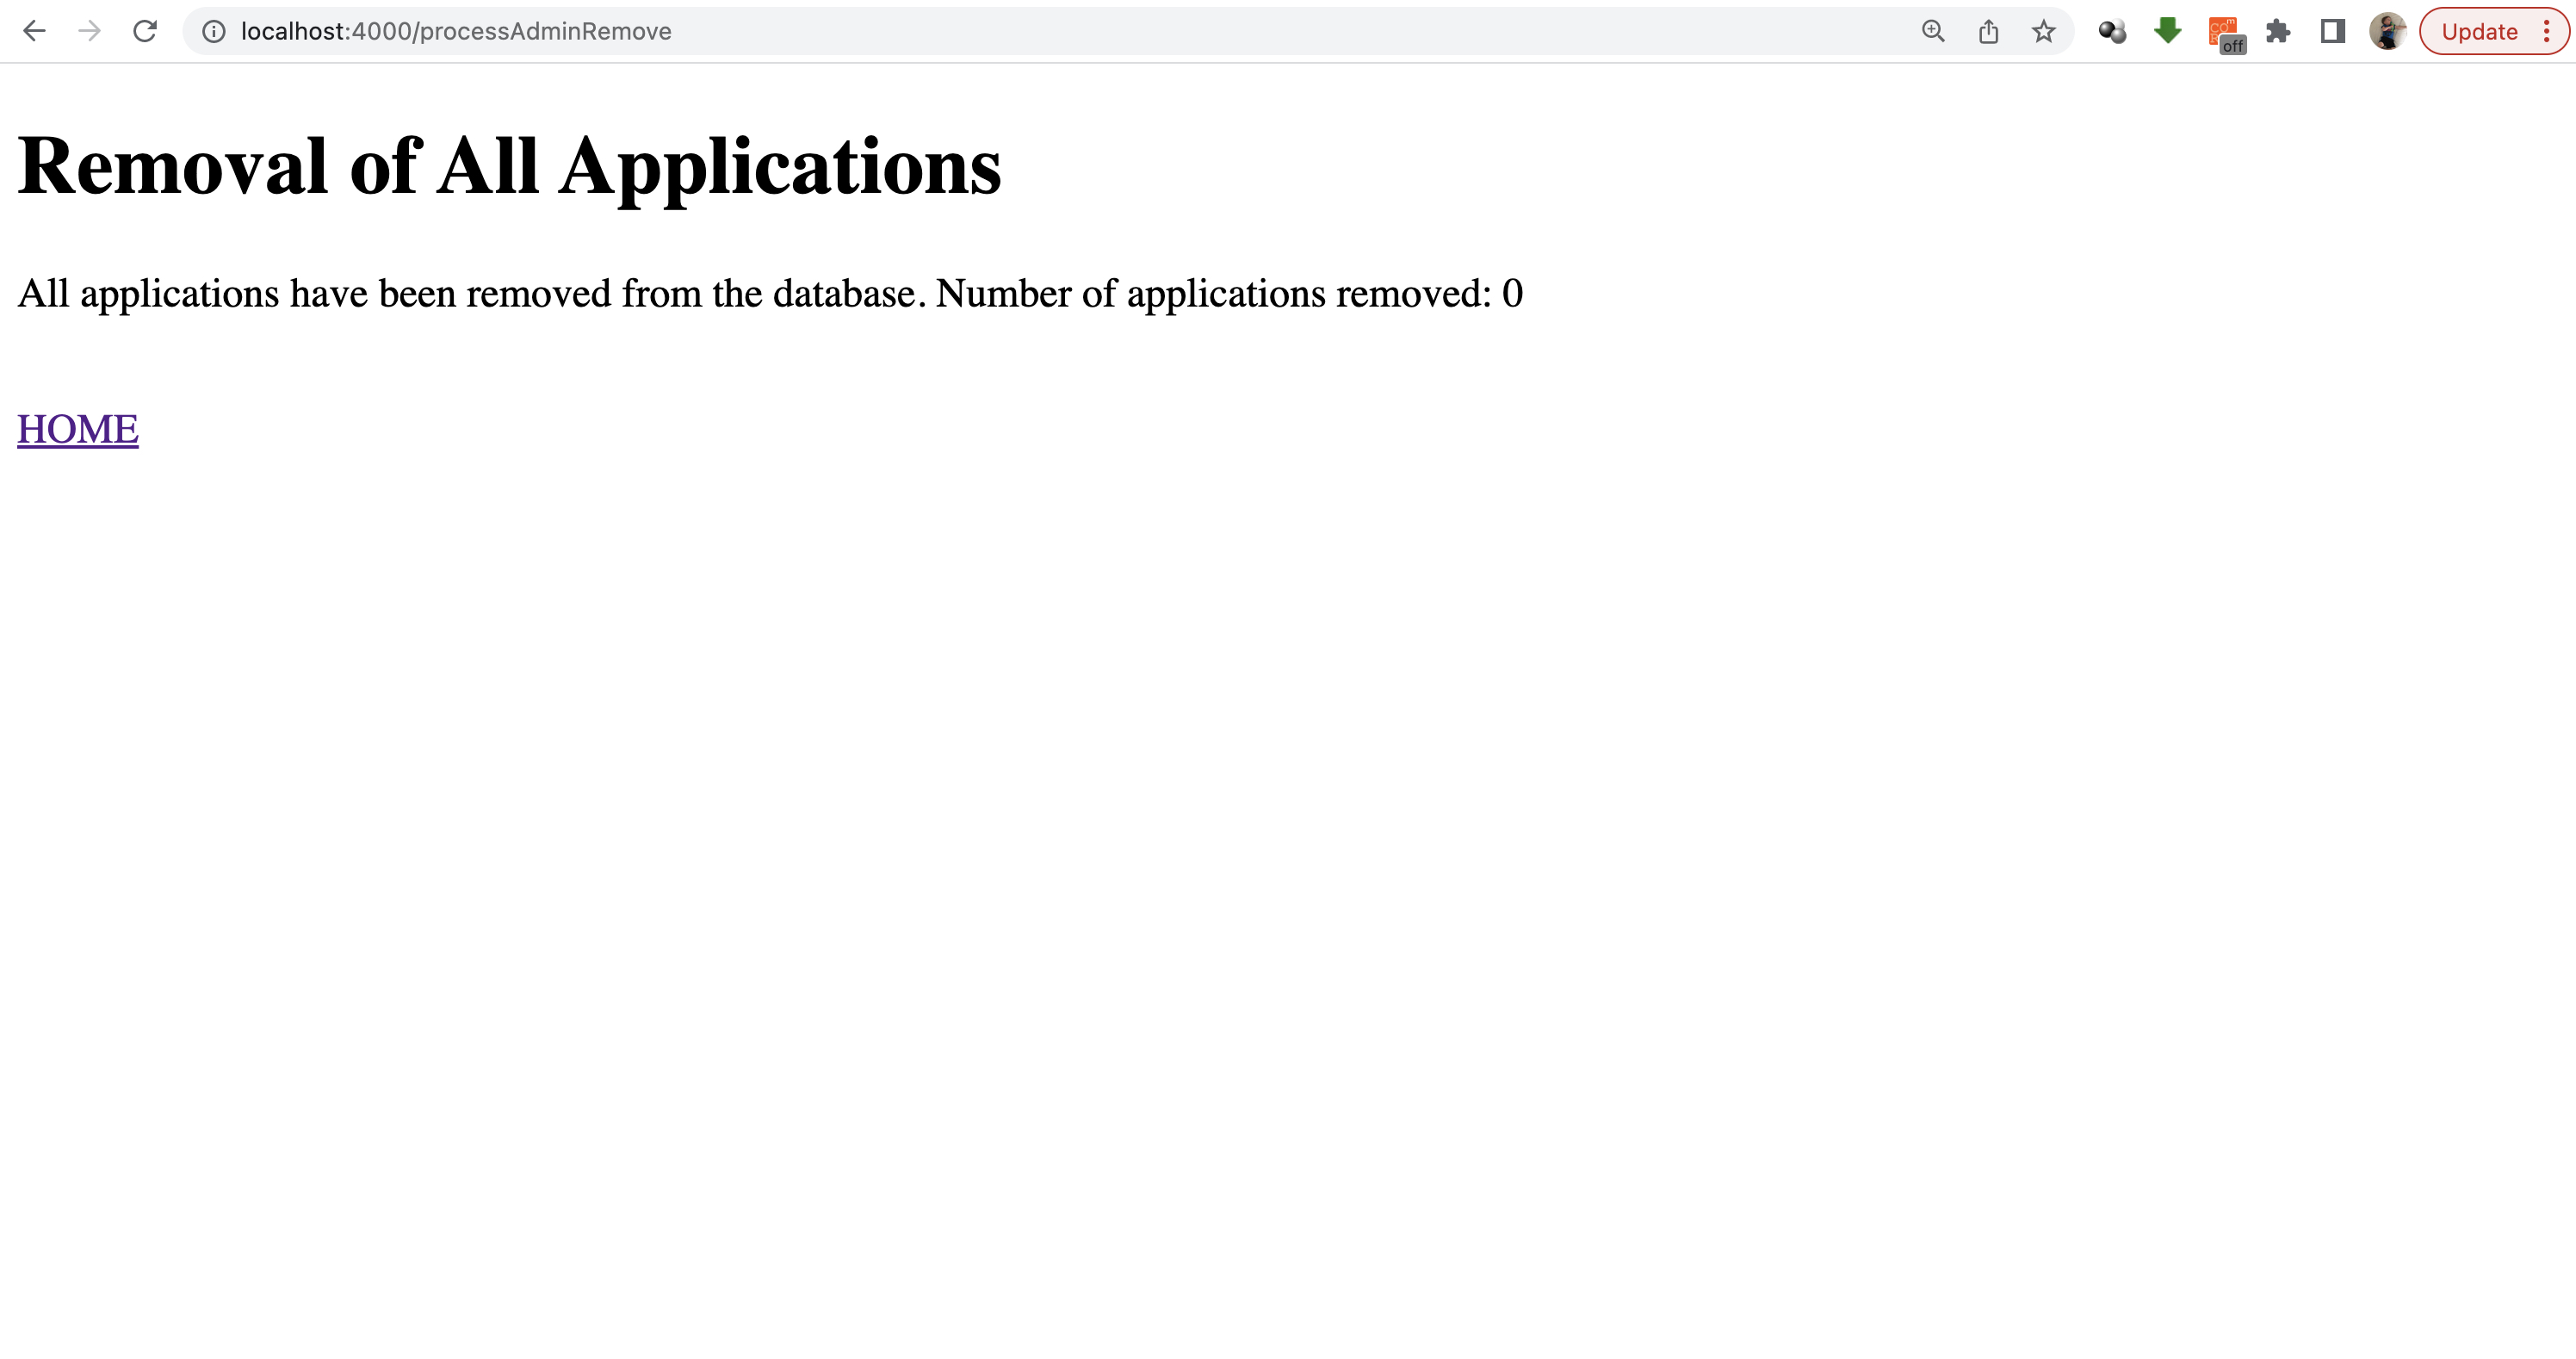 localhost:4000/processAdminRemove
off
Update
Removal of All Applications
All applications have been removed from the database. Number of applications removed: 0
HOME